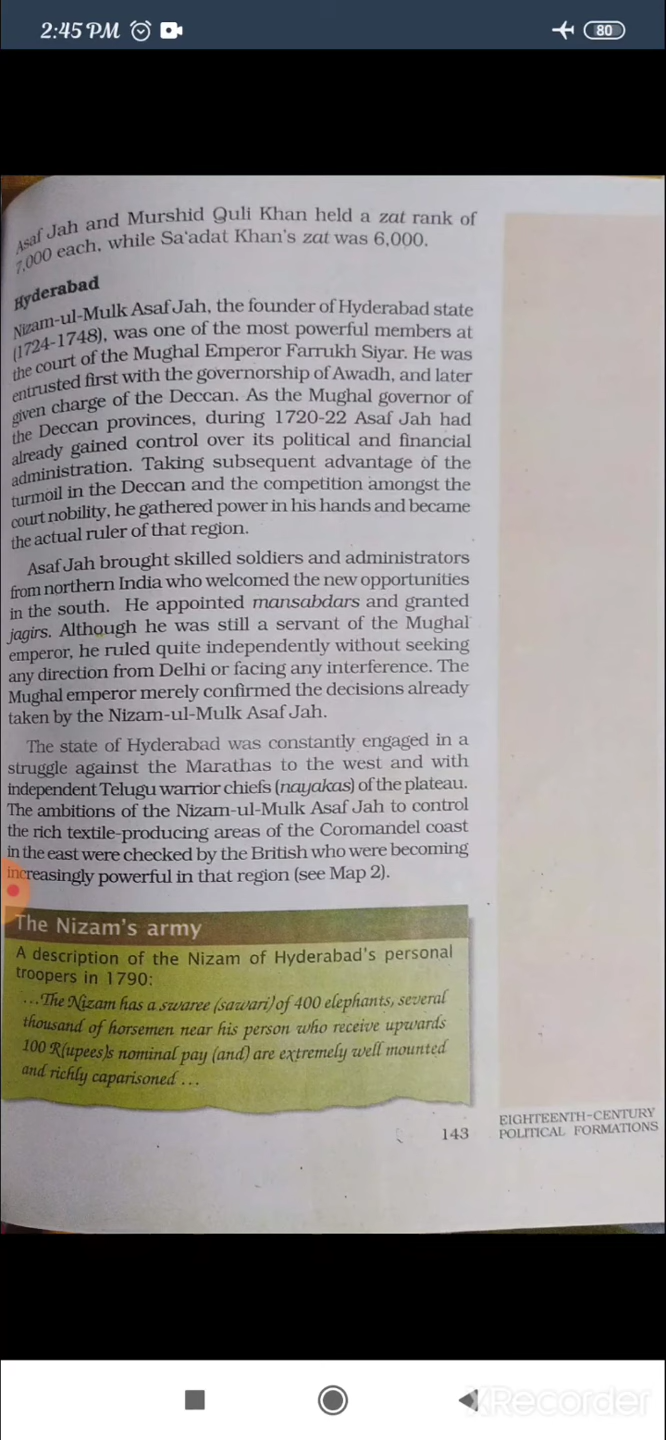 2:45 PM
80
Asaf Jah and Murshid Quli Khan held a zat rank of
7,000 each, while Sa'adat Khan's zat was 6,000.
Hyderabad
Nizam-ul-Mulk Asaf Jah, the founder of Hyderabad state
(1724-1748), was one of the most powerful members at
the court of the Mughal Emperor Farrukh Siyar. He was
entrusted first with the governorship of Awadh, and later
given charge of the Deccan. As the Mughal governor of
the Deccan provinces, during 1720-22 Asaf Jah had
already gained control over its political and financial
administration. Taking subsequent advantage of the
turmoil in the Deccan and the competition amongst the
court nobility, he gathered power in his hands and became
the actual ruler of that region.
Asaf Jah brought skilled soldiers and administrators
from northern India who welcomed the new opportunities
in the south. He appointed mansabdars and granted
jagirs. Although he was still a servant of the Mughal
emperor, he ruled quite independently without seeking
any direction from Delhi or facing any interference. The
Mughal emperor merely confirmed the decisions already
taken by the Nizam-ul-Mulk Asaf Jah.
The state of Hyderabad was constantly engaged in a
struggle against the Marathas to the west and with
independent Telugu warrior chiefs (nayakas) of the plateau.
The ambitions of the Nizam-ul-Mulk Asaf Jah to control
the rich textile-producing areas of the Coromandel coast
in the east were checked by the British who were becoming
increasingly powerful in that region (see Map 2).
The Nizam's army
A description of the Nizam of Hyderabad's personal
troopers in 1790:
...The Nizam has a swaree (sawari) of 400 elephants, several
thousand of horsemen near his person who receive upwards
100 R(upees)s nominal pay (and) are extremely well mounted
and richly caparisoned ...
143
EIGHTEENTH-CENTURY
POLITICAL FORMATIONS
XRecorder